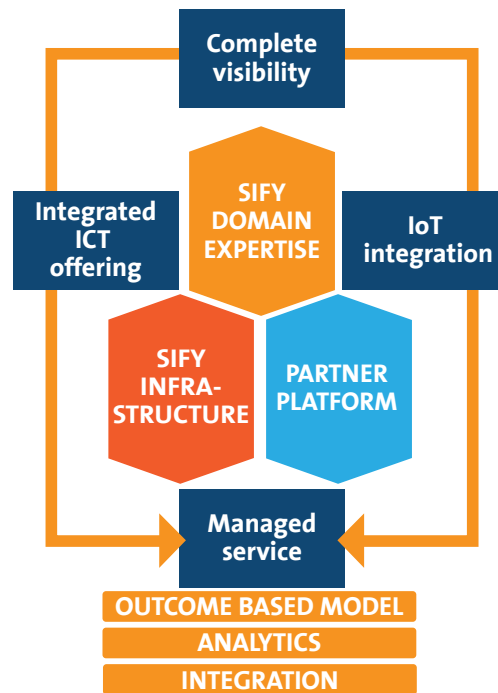 Complete
visibility
SIFY
DOMAIN
EXPERTISE
Integrated
ICT
offering
IoT
integration
SIFY
INFRA-
STRUCTURE
PARTNER
PLATFORM
Managed
service
OUTCOME BASED MODEL
ANALYTICS
INTEGRATION